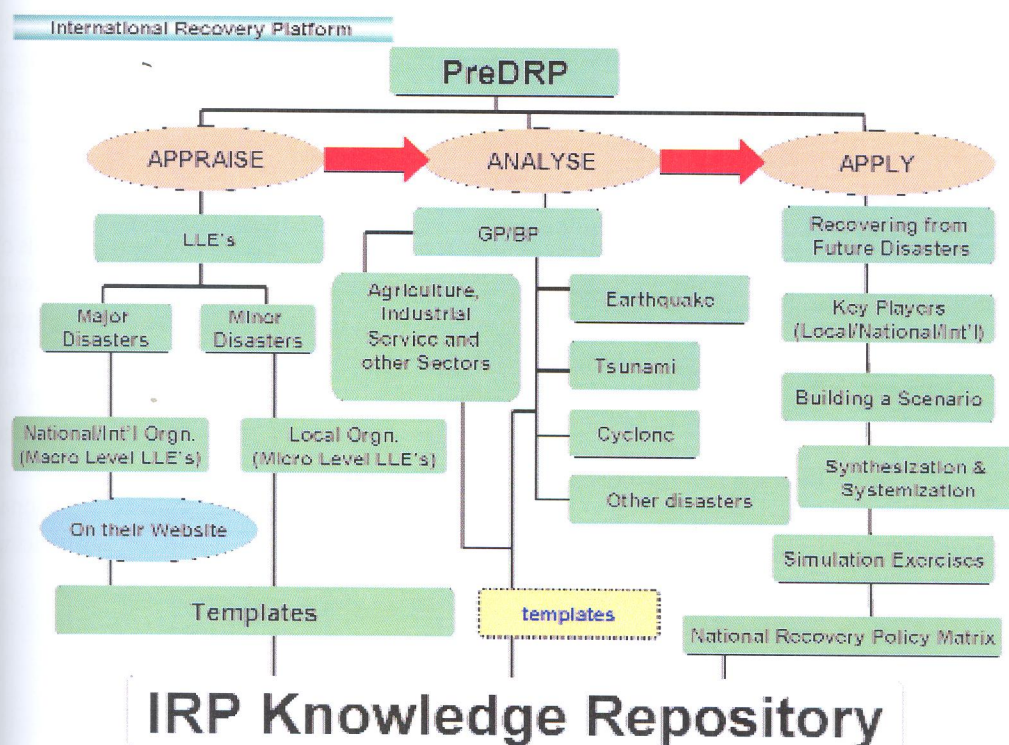 International Recovery Platform
PreDRP
APPRAISE
ANALYSE
APPLY
LLE's
Major
Disasters
Minor
Disasters
National/Int'l Orgn.
(Macro Level LLE's)
Local Orgn.
(Micro Level LLE's)
On their Website
Templates
GP/BP
Agriculture,
Industrial
Service and
other Sectors
Earthquake
Tsunami
Cyclone
Other disasters
templates
Recovering from
Future Disasters
Key Players
(Local/National/Int'l)
Building a Scenario
Synthesization &
Systemization
Simulation Exercises
National Recovery Policy Matrix
IRP Knowledge Repository